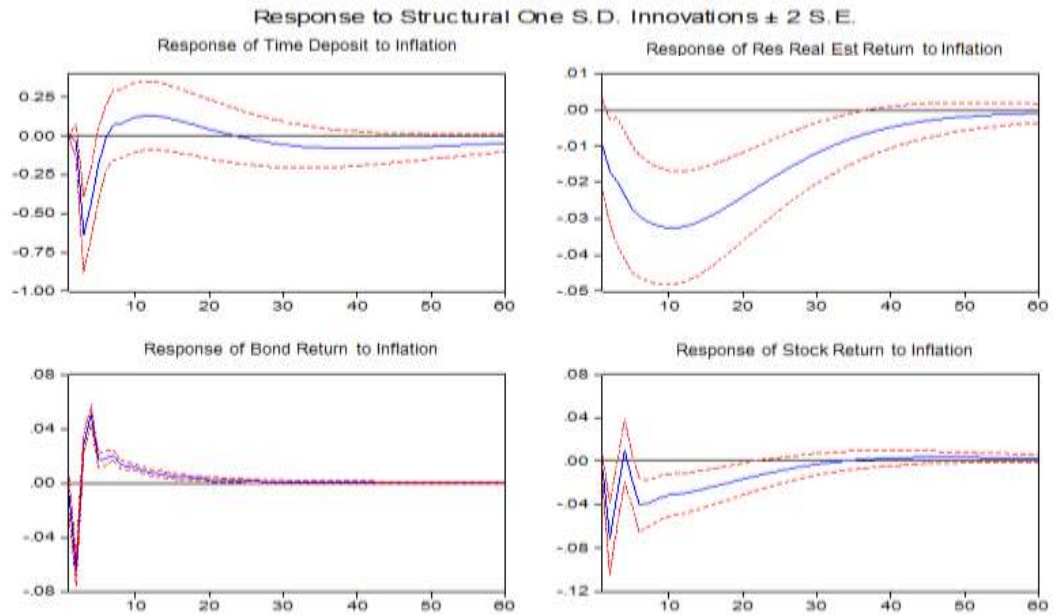 Response to Structural One S.D. Innovations ± 2 S.E.
Response of Time Deposit to Inflation
0.25
0.00
-0.25
-0.50
-0.75
-1.00
10 20 30 40 50 60
Response of Res Real Est Return to Inflation
.01
.00
-.01
-.02
-.03
-.04
-.05
10 20 30 40 50 60
Response of Bond Return to Inflation
.08
.04
.00
-.04
-.08
10 20 30 40 50 60
Response of Stock Return to Inflation
.08
.04
.00
-.04
-.08
-.12
10 20 30 40 50 60